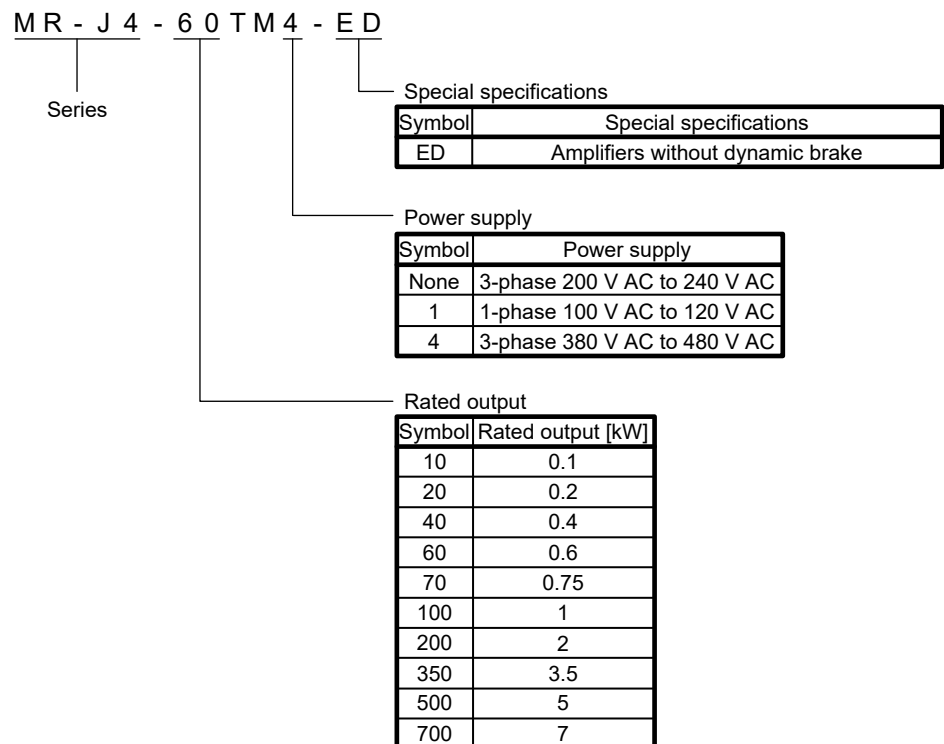 MR-J4-60TM4-ED
Series
Special specifications
Symbol Special specifications
ED Amplifiers without dynamic brake
Power supply
Symbol Power supply
None 3-phase 200 V AC to 240 V AC
1 1-phase 100 V AC to 120 V AC
4 3-phase 380 V AC to 480 V AC
Rated output
Symbol Rated output [kW]
10 0.1
20 0.2
40 0.4
60 0.6
70 0.75
100 1
200 2
350 3.5
500 5
700 7